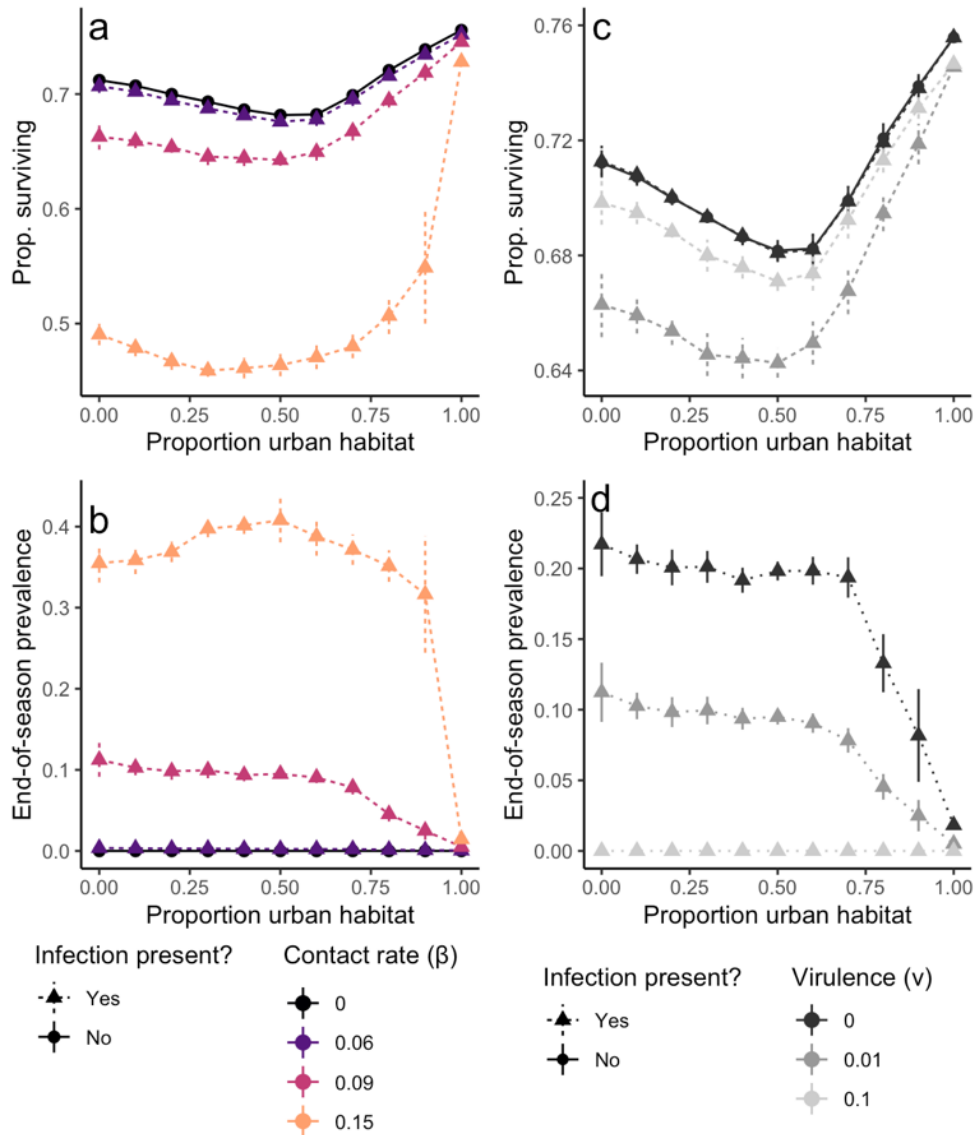 a
Prop. surviving
0.7
0.6
0.5
0.00 0.25 0.50 0.75 1.00
Proportion urban habitat
c
Prop. surviving
0.76
0.72
0.68
0.64
0.00 0.25 0.50 0.75 1.00
Proportion urban habitat
b
End-of-season prevalence
0.4
0.3
0.2
0.1
0.0
0.00 0.25 0.50 0.75 1.00
Proportion urban habitat
d
End-of-season prevalence
0.25
0.20
0.15
0.10
0.05
0.00
0.00 0.25 0.50 0.75 1.00
Proportion urban habitat
Infection present?
Yes
No
Contact rate (β)
0
0.06
0.09
0.15
Infection present?
Yes
No
Virulence (v)
0
0.01
0.1